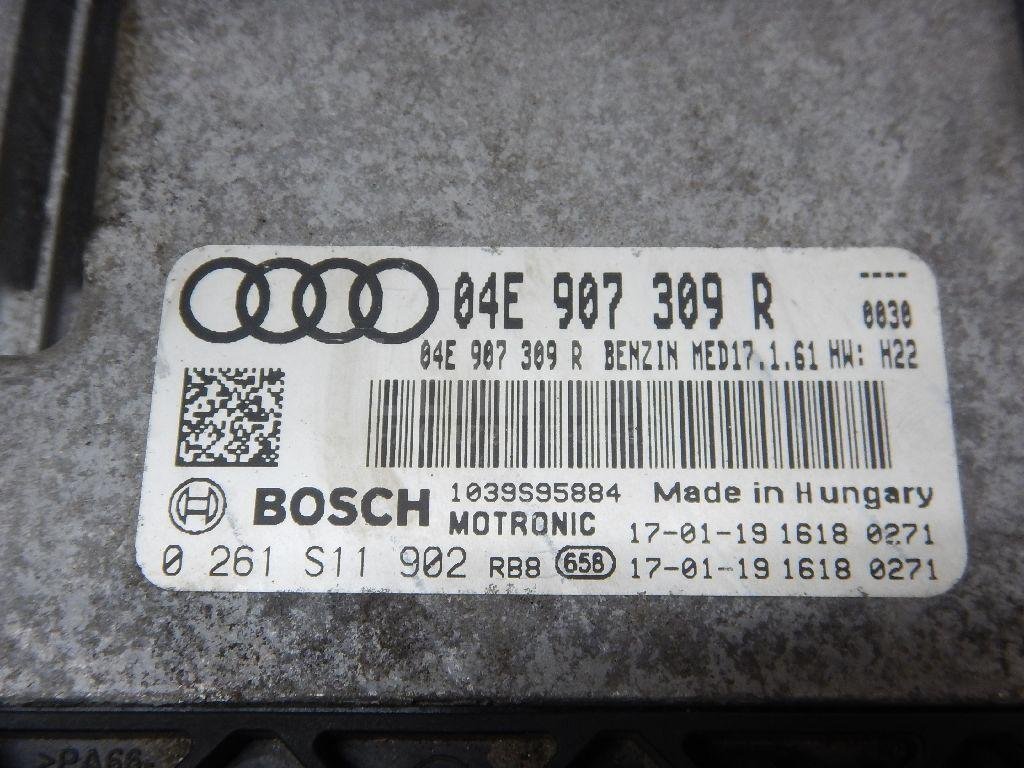 04E 907 309 R ----
0030
04E 907 309 R BENZIN MED17.1.61 HW: H22
BOSCH 1039S95884 Made in Hungary
MOTRONIC 17-01-19 1618 0271
0 261 S11 902 RB8 658 17-01-19 1618 0271
>PA66-